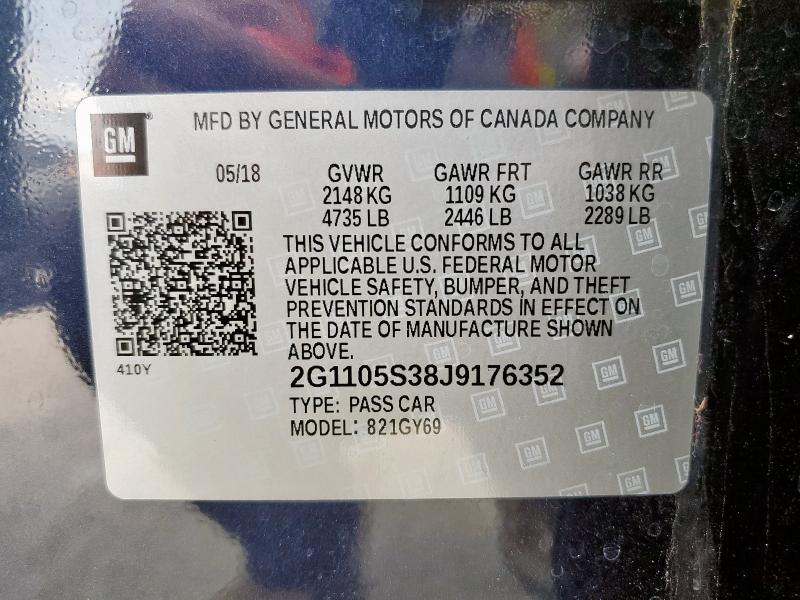 GM
MFD BY GENERAL MOTORS OF CANADA COMPANY
05/18 GVWR GAWR FRT GAWR RR
2148 KG 1109 KG 1038 KG
4735 LB 2446 LB 2289 LB
THIS VEHICLE CONFORMS TO ALL
APPLICABLE U.S. FEDERAL MOTOR
VEHICLE SAFETY, BUMPER, AND THEFT
PREVENTION STANDARDS IN EFFECT ON
THE DATE OF MANUFACTURE SHOWN
ABOVE.
410Y
2G1105S38J9176352
TYPE: PASS CAR
MODEL: 821GY69